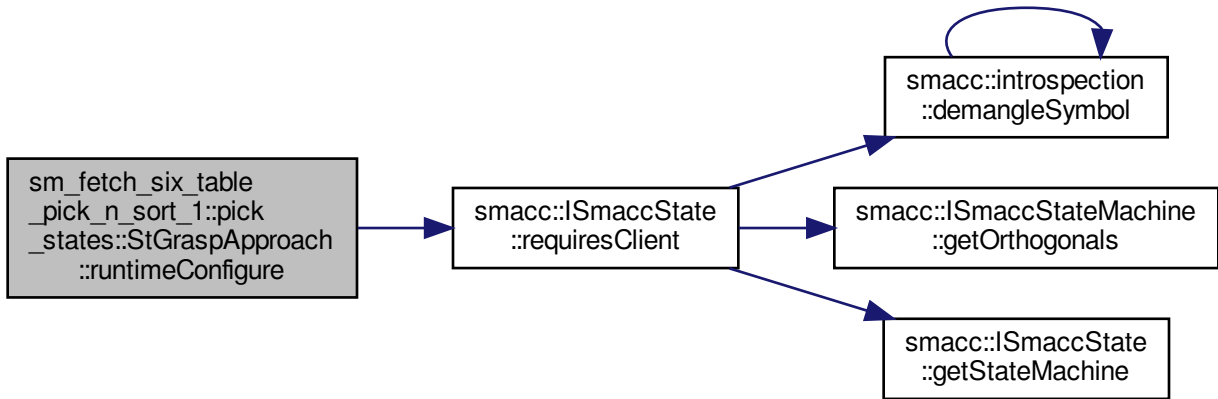 sm_fetch_six_table
_pick_n_sort_1::pick
_states::StGraspApproach
::runtimeConfigure
smacc::ISmaccState
::requiresClient
smacc::introspection
::demangleSymbol
smacc::ISmaccStateMachine
::getOrthogonals
smacc::ISmaccState
::getStateMachine